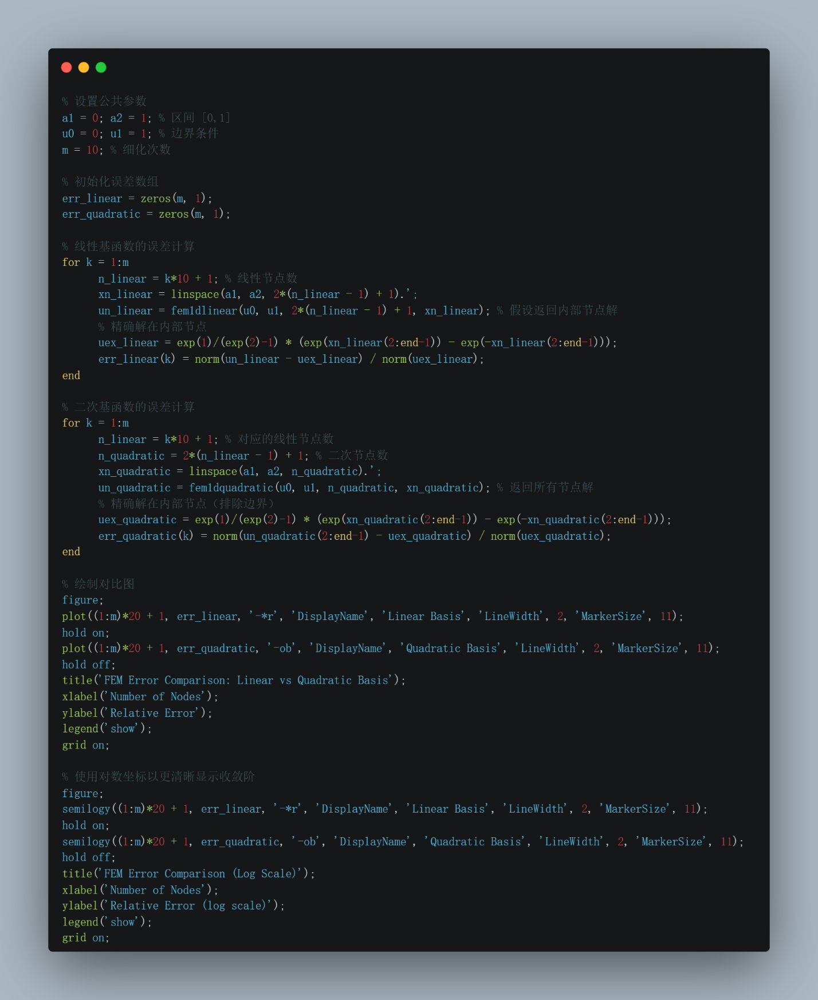 % 设置公共参数
a1 = 0; a2 = 1; % 区间 [0,1]
u0 = 0; u1 = 1; % 边界条件
m = 10; % 细化次数
% 初始化误差数组
err_linear = zeros(m, 1);
err_quadratic = zeros(m, 1);
% 线性基函数的误差计算
for k = 1:m
n_linear = k*10 + 1; % 线性节点数
xn_linear = linspace(a1, a2, 2*(n_linear - 1) + 1).';
un_linear = fem1dlinear(u0, u1, 2*(n_linear - 1) + 1, xn_linear); % 假设返回内部节点解
% 精确解在内部节点
uex_linear = exp(1)/(exp(2)-1) * (exp(xn_linear(2:end-1)) - exp(-xn_linear(2:end-1)));
err_linear(k) = norm(un_linear - uex_linear) / norm(uex_linear);
end
% 二次基函数的误差计算
for k = 1:m
n_linear = k*10 + 1; % 对应的线性节点数
n_quadratic = 2*(n_linear - 1) + 1; % 二次节点数
xn_quadratic = linspace(a1, a2, n_quadratic).';
un_quadratic = fem1dquadratic(u0, u1, n_quadratic, xn_quadratic); % 返回所有节点解
% 精确解在内部节点（排除边界）
uex_quadratic = exp(1)/(exp(2)-1) * (exp(xn_quadratic(2:end-1)) - exp(-xn_quadratic(2:end-1)));
err_quadratic(k) = norm(un_quadratic(2:end-1) - uex_quadratic) / norm(uex_quadratic);
end
% 绘制对比图
figure;
plot((1:m)*20 + 1, err_linear, '-*r', 'DisplayName', 'Linear Basis', 'LineWidth', 2, 'MarkerSize', 11);
hold on;
plot((1:m)*20 + 1, err_quadratic, '-ob', 'DisplayName', 'Quadratic Basis', 'LineWidth', 2, 'MarkerSize', 11);
hold off;
title('FEM Error Comparison: Linear vs Quadratic Basis');
xlabel('Number of Nodes');
ylabel('Relative Error');
legend('show');
grid on;
% 使用对数坐标以更清晰显示收敛阶
figure;
semilogy((1:m)*20 + 1, err_linear, '-*r', 'DisplayName', 'Linear Basis', 'LineWidth', 2, 'MarkerSize', 11);
hold on;
semilogy((1:m)*20 + 1, err_quadratic, '-ob', 'DisplayName', 'Quadratic Basis', 'LineWidth', 2, 'MarkerSize', 11);
hold off;
title('FEM Error Comparison (Log Scale)');
xlabel('Number of Nodes');
ylabel('Relative Error (log scale)');
legend('show');
grid on;